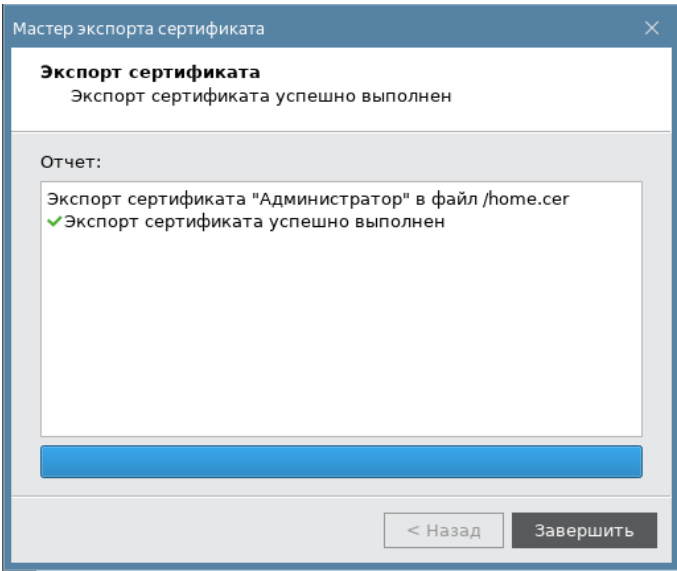 Мастер экспорта сертификата
Экспорт сертификата
Экспорт сертификата успешно выполнен
Отчет:
Экспорт сертификата "Администратор" в файл /home.cer
Экспорт сертификата успешно выполнен
< Назад
Завершить